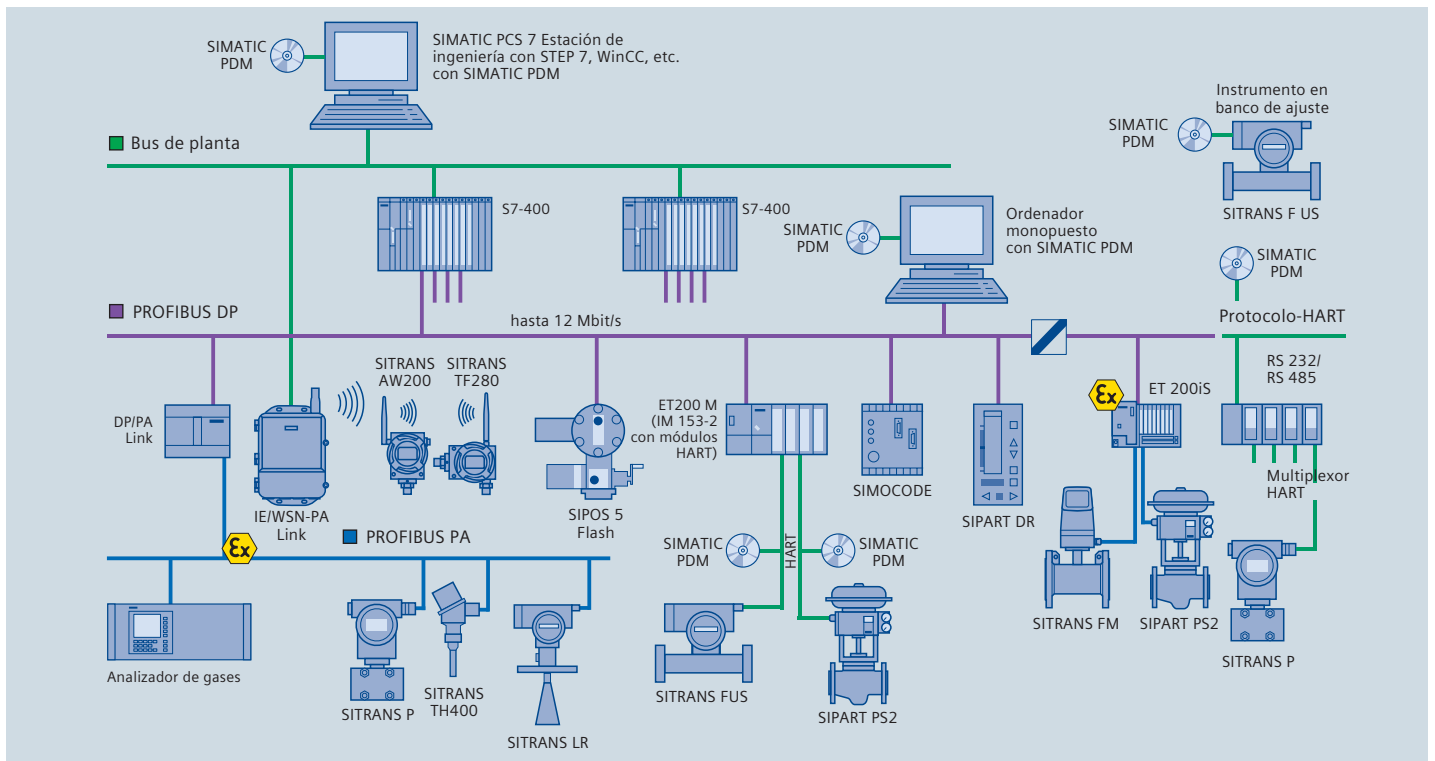 SIMATIC
PDM
SIMATIC PCS 7 Estación de
ingeniería con STEP 7, WinCC, etc.
con SIMATIC PDM
Instrumento en
banco de ajuste
SIMATIC
PDM
SITRANS F US
Bus de planta
S7-400
S7-400
SIMATIC
PDM
Ordenador
monopuesto
con SIMATIC PDM
SIMATIC
PDM
PROFIBUS DP
hasta 12 Mbit/s
Protocolo-HART
RS 232/
RS 485
DP/PA
Link
SITRANS
AW200
SITRANS
TF280
ET200 M
(IM 153-2
con módulos
HART)
Ex
ET 200iS
Multiplexor
HART
IE/WSN-PA
Link
SIPOS 5
Flash
SIMOCODE
SIPART DR
Ex
PROFIBUS PA
SIMATIC
PDM
HART
SIMATIC
PDM
Analizador de gases
SITRANS P
SITRANS
TH400
SITRANS LR
SITRANS FUS
SIPART PS2
SITRANS FM
SIPART PS2
SITRANS P